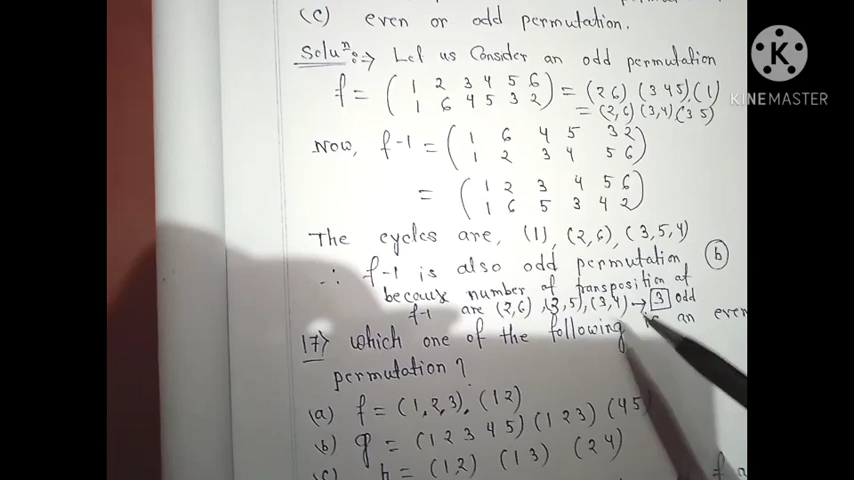 (c) even or odd permutation.
Soluⁿ:→ Let us Consider an odd permutation
f = ( 1 2 3 4 5 6 = (2 6) (3 4 5), (1)
1 6 4 5 3 2 ) = (2,6) (3,4), (3 5)
KINEMASTER
Now, f-1 = ( 1 6 4 5 3 2
1 2 3 4 5 6 )
= ( 1 2 3 4 5 6
1 6 5 3 4 2 )
The cycles are, (1), (2,6), (3,5,4)
∴ f-1 is also odd permutation (b)
because number of transposition of
f-1 are (2,6), (3,5), (3,4) → 3 odd
17> which one of the following is an even
permutation?
(a) f = (1,2,3), (1 2)
(b) g = (1 2 3 4 5) (1 2 3) (4 5)
(c) h = (1,2) (1 3) (2 4)